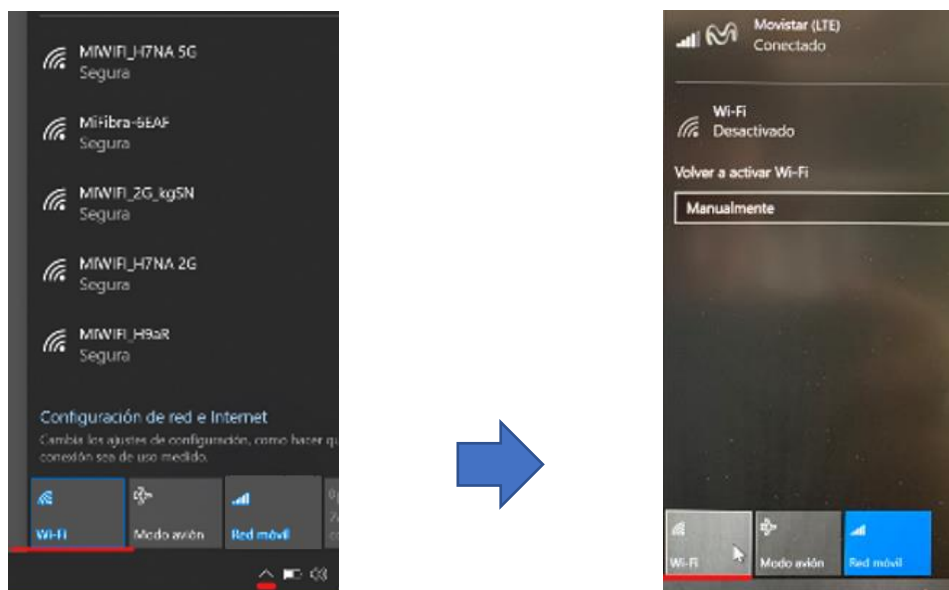 MIWIFI_H7NA 5G
Segura
MiFibra-6EAF
Segura
MIWIFI_2G_kgSN
Segura
MIWIFI_H7NA 2G
Segura
MIWIFI_H9aR
Segura
Configuración de red e Internet
Cambia los ajustes de configuración, como hacer qu
conexión sea de uso medido.
Wi-Fi
Modo avión
Red móvil
Movistar (LTE)
Conectado
Wi-Fi
Desactivado
Volver a activar Wi-Fi
Manualmente
Wi-Fi
Modo avión
Red móvil